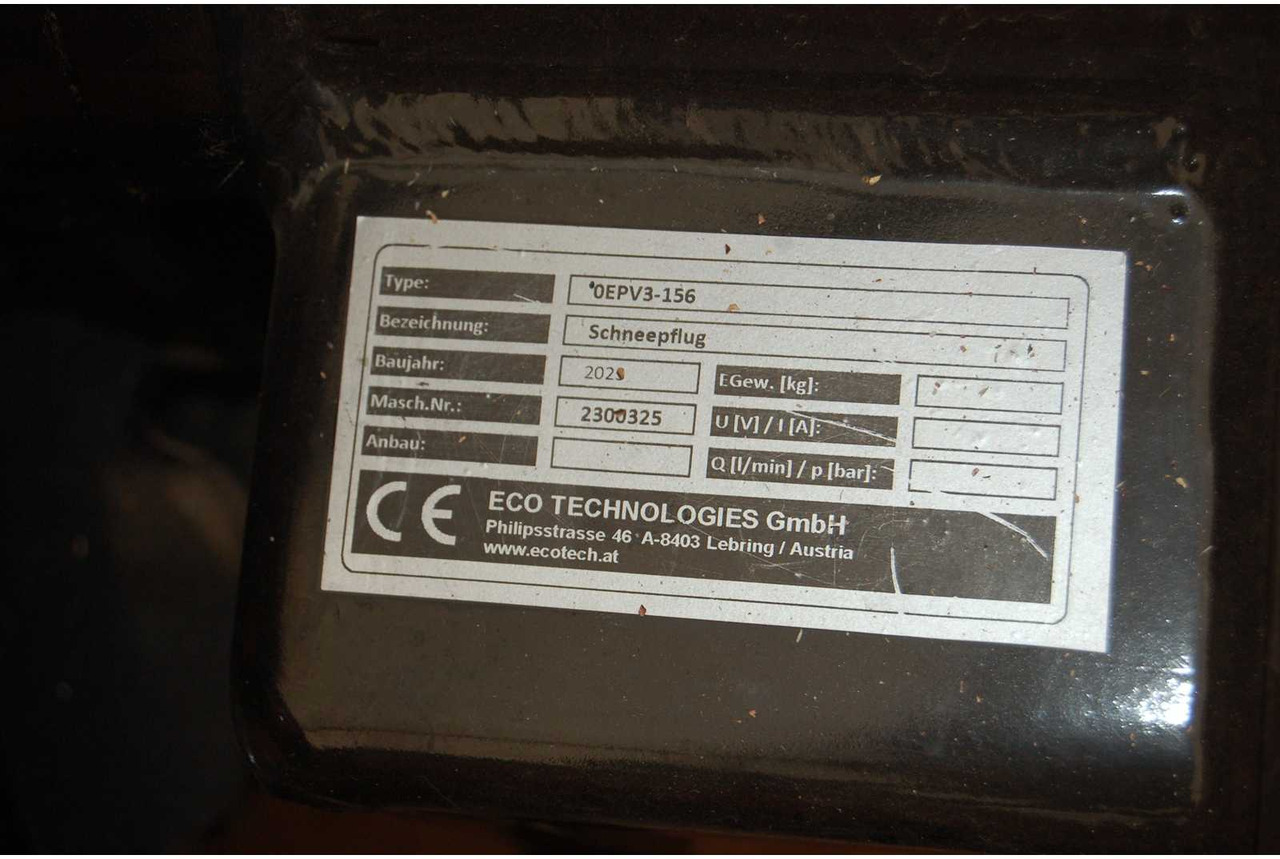 Type: 0EPV3-156
Bezeichnung: Schneepflug
Baujahr: EGew. [kg]:
Masch.Nr.: 2300325 U [V] / I [A]:
Anbau: Q [l/min] / p [bar]:
CE ECO TECHNOLOGIES GmbH
Philipsstrasse 46 A-8403 Lebring / Austria
www.ecotech.at